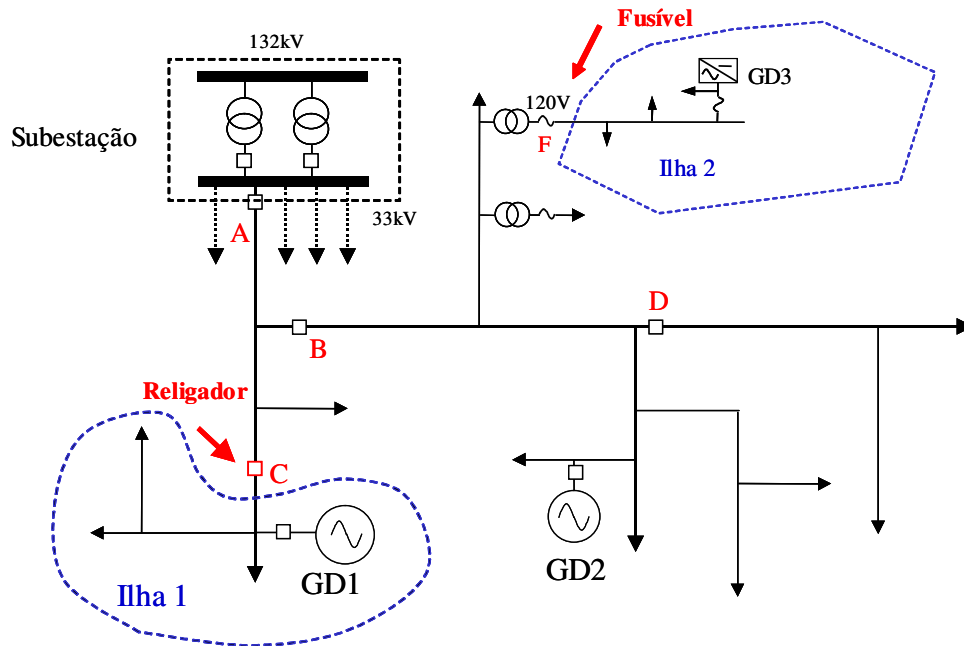 132kV
Subestação
33kV
A
Fusível
120V
F
GD3
Ilha 2
B
D
Religador
C
GD1
Ilha 1
GD2